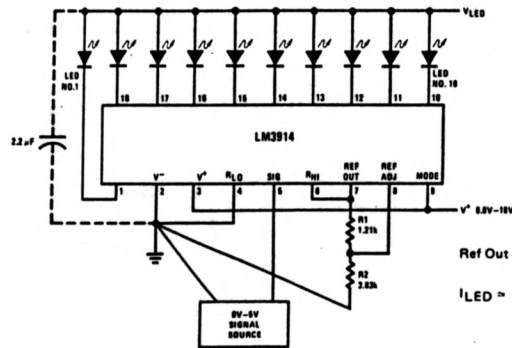 VLED
LED
NO.1
LED
NO. 10
18 17 16 15 14 13 12 11 10
2.2 µF
LM3914
V− V+ RLO SIG RHI REF OUT REF ADJ MODE
1 2 3 4 5 6 7 8 9
V+ 6.8V–18V
R1
1.21k
R2
3.83k
Ref Out
ILED ≃
0V–5V
SIGNAL
SOURCE